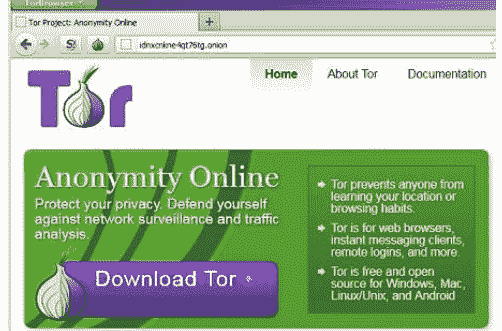 TorBrowser
Tor Project: Anonymity Online
idnxcnkne4qt76tg.onion
Tor
Home About Tor Documentation
Anonymity Online
Protect your privacy. Defend yourself
against network surveillance and traffic
analysis.
Download Tor
Tor prevents anyone from
learning your location or
browsing habits.
Tor is for web browsers,
instant messaging clients,
remote logins, and more.
Tor is free and open
source for Windows, Mac,
Linux/Unix, and Android